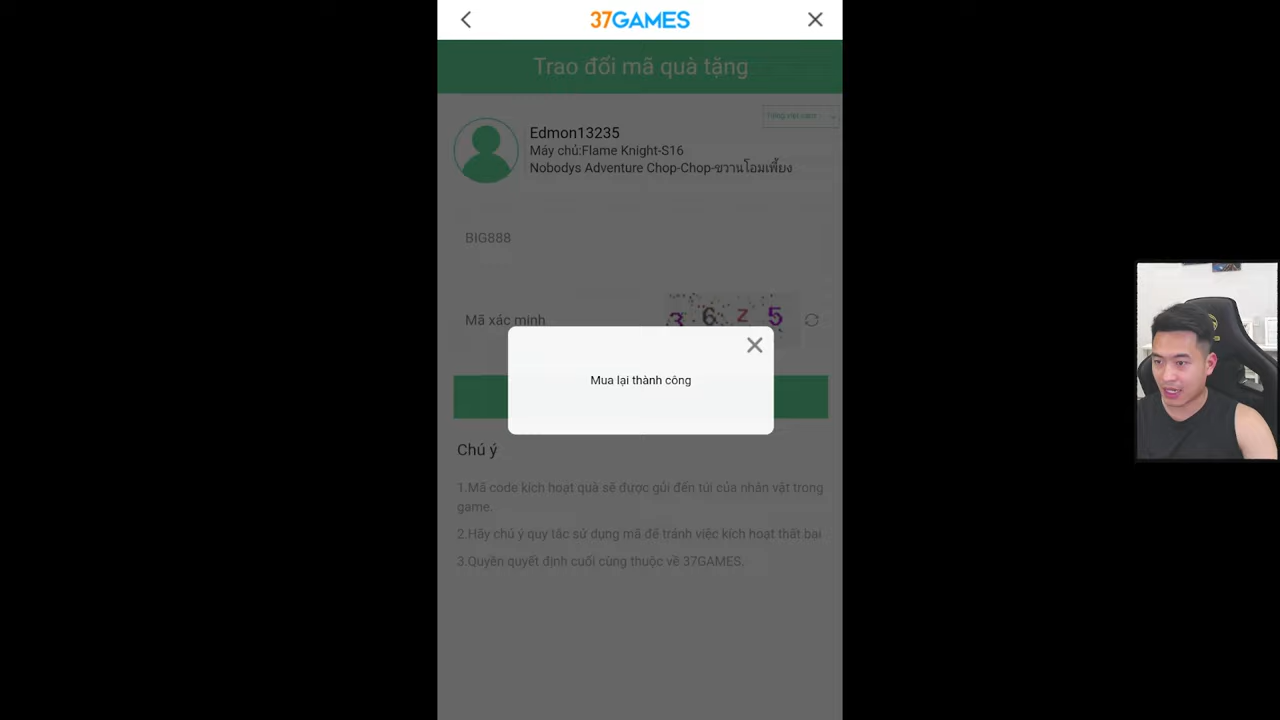 37GAMES
Trao đổi mã quà tặng
Edmon13235
Máy chủ:Flame Knight-S16
Nobodys Adventure Chop-Chop-ขวานโอมเพี้ยง
BIG888
Mã xác minh
3 6 z 5
Mua lại thành công
Chú ý
1.Mã code kích hoạt quà sẽ được gửi đến túi của nhân vật trong
game.
2.Hãy chú ý quy tắc sử dụng mã để tránh việc kích hoạt thất bại
3.Quyền quyết định cuối cùng thuộc về 37GAMES.